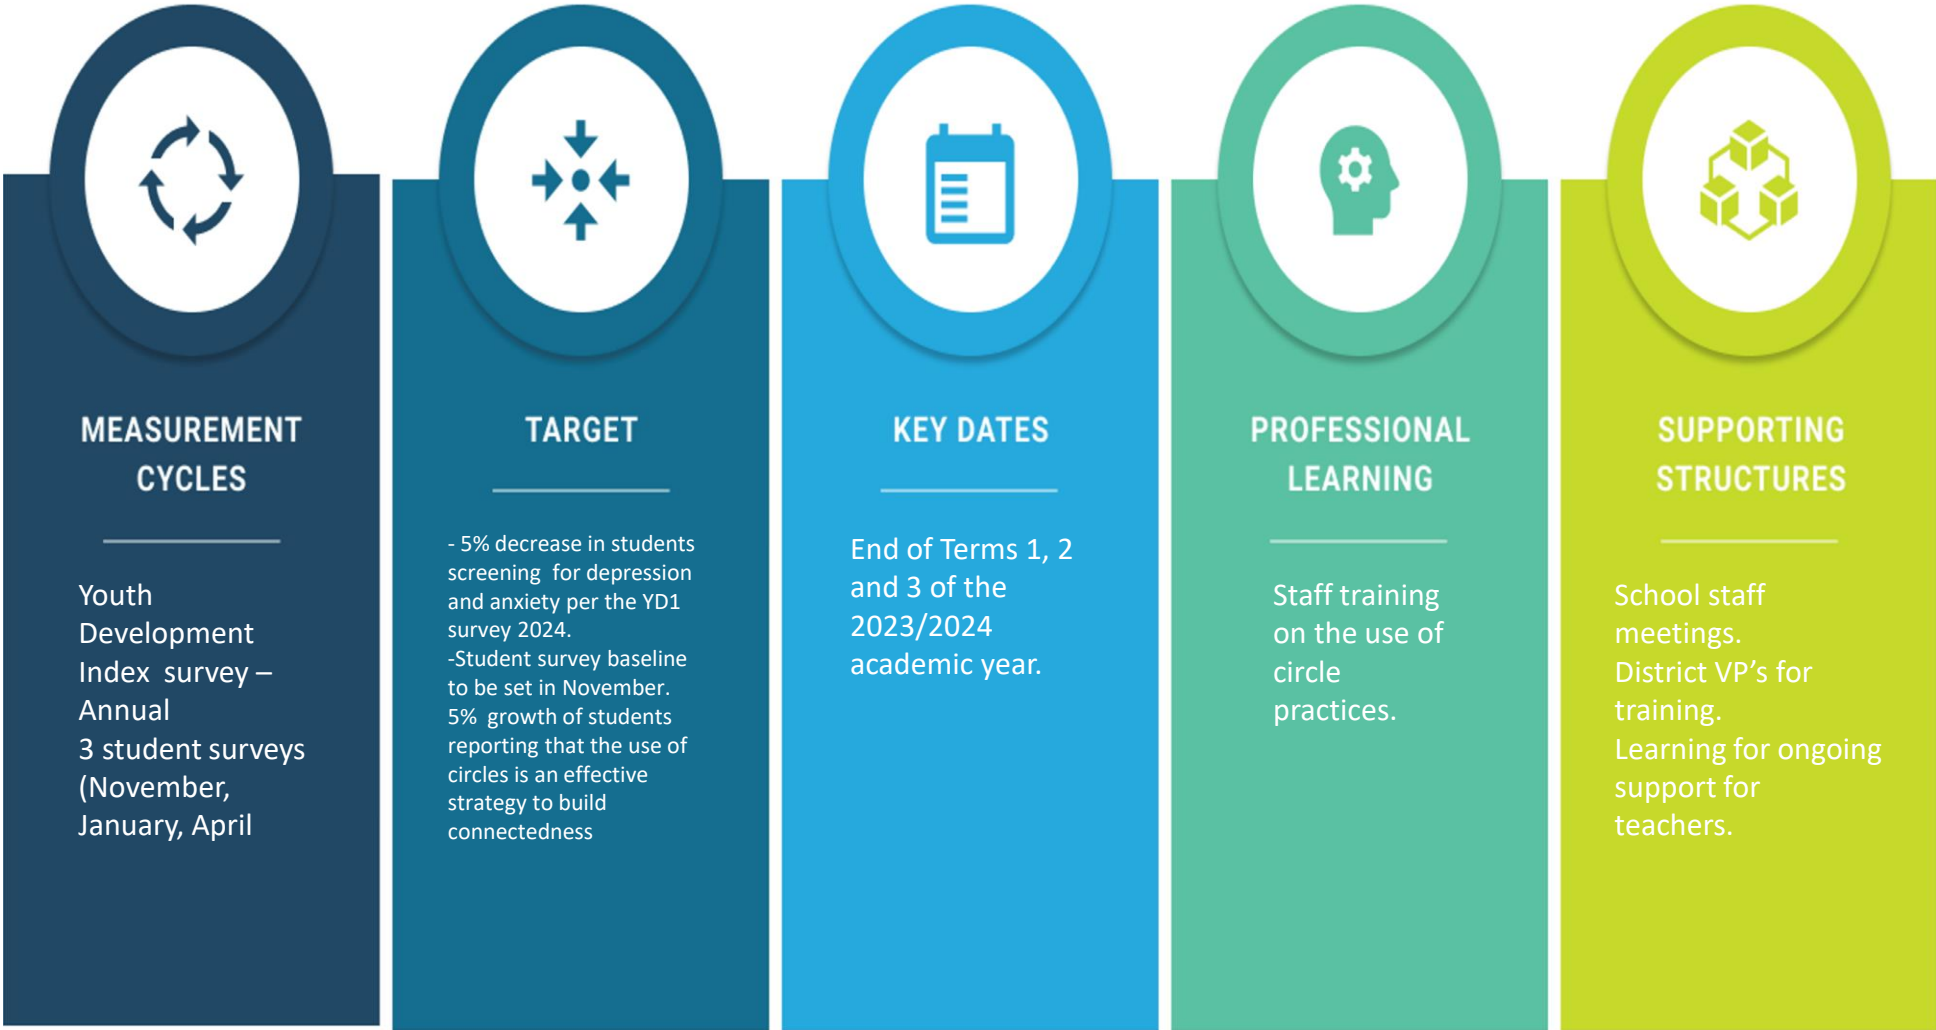 MEASUREMENT
CYCLES
Youth
Development
Index survey –
Annual
3 student surveys
(November,
January, April
TARGET
- 5% decrease in students
screening for depression
and anxiety per the YD1
survey 2024.
-Student survey baseline
to be set in November.
5% growth of students
reporting that the use of
circles is an effective
strategy to build
connectedness
KEY DATES
End of Terms 1, 2
and 3 of the
2023/2024
academic year.
PROFESSIONAL
LEARNING
Staff training
on the use of
circle
practices.
SUPPORTING
STRUCTURES
School staff
meetings.
District VP’s for
training.
Learning for ongoing
support for
teachers.